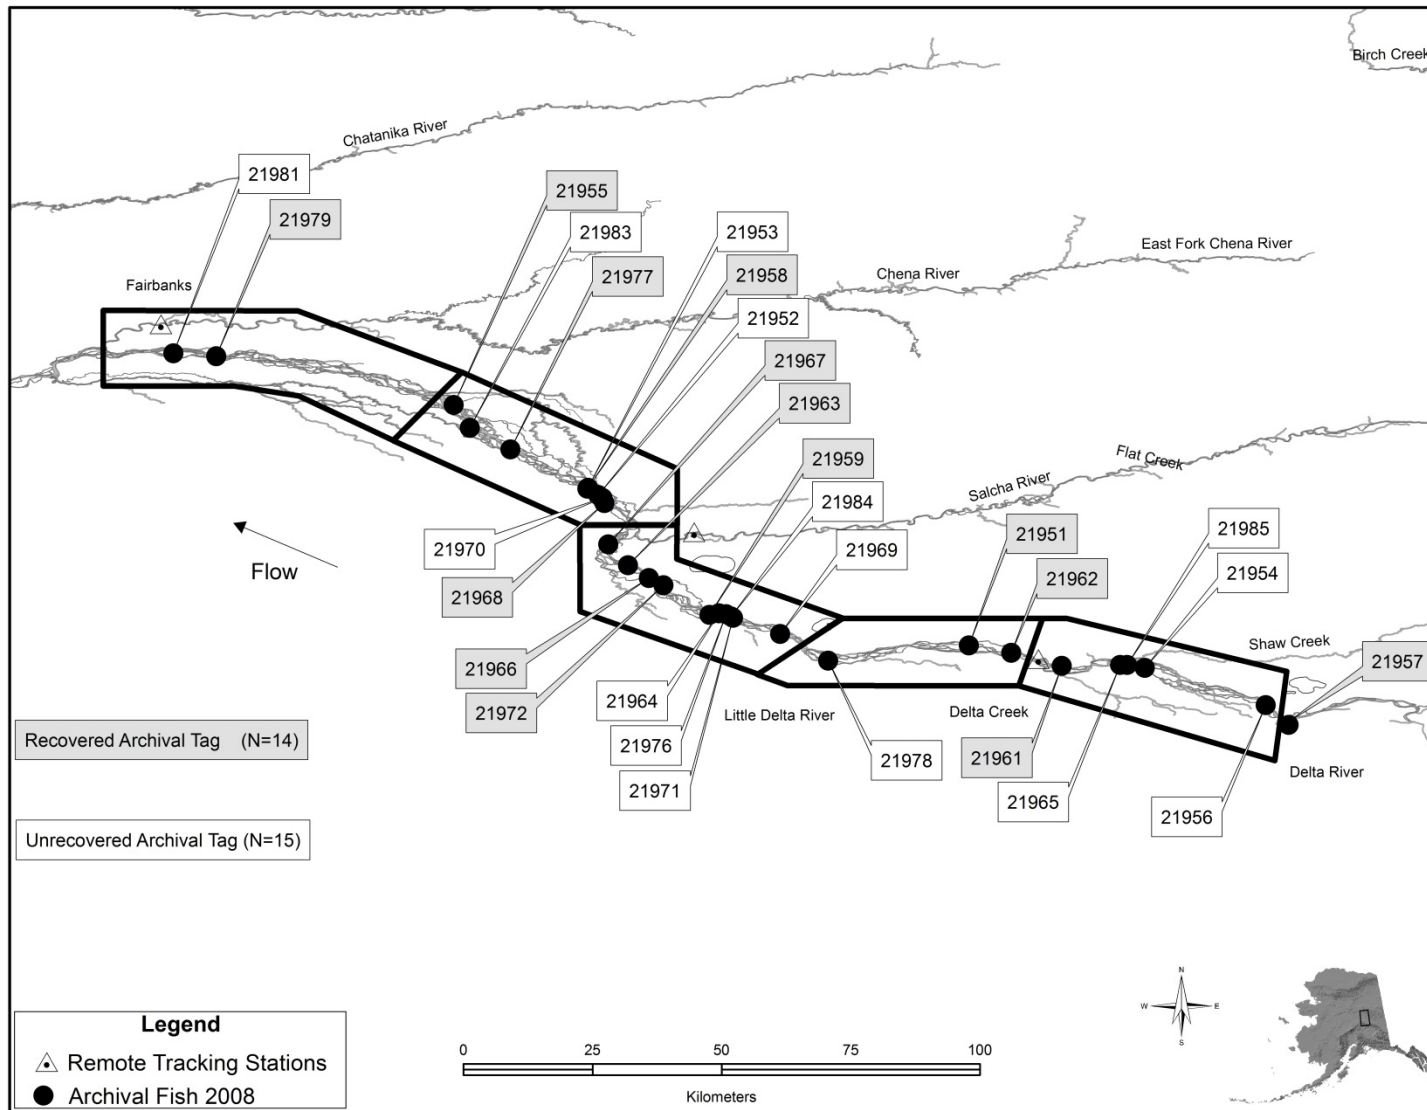 Birch Creek
Chatanika River
21981
21955
21979
21983
21953
East Fork Chena River
21977
21958
Chena River
Fairbanks
21952
21967
21963
21959
Flat Creek
Salcha River
21984
21985
21951
21970
21969
21954
Flow
21962
21968
Shaw Creek
21966
21957
21964
Little Delta River
Delta Creek
21972
Recovered Archival Tag (N=14)
21976
21978
21961
Delta River
21971
21965
21956
Unrecovered Archival Tag (N=15)
N
W
E
S
Legend
Remote Tracking Stations
Archival Fish 2008
0 25 50 75 100
Kilometers